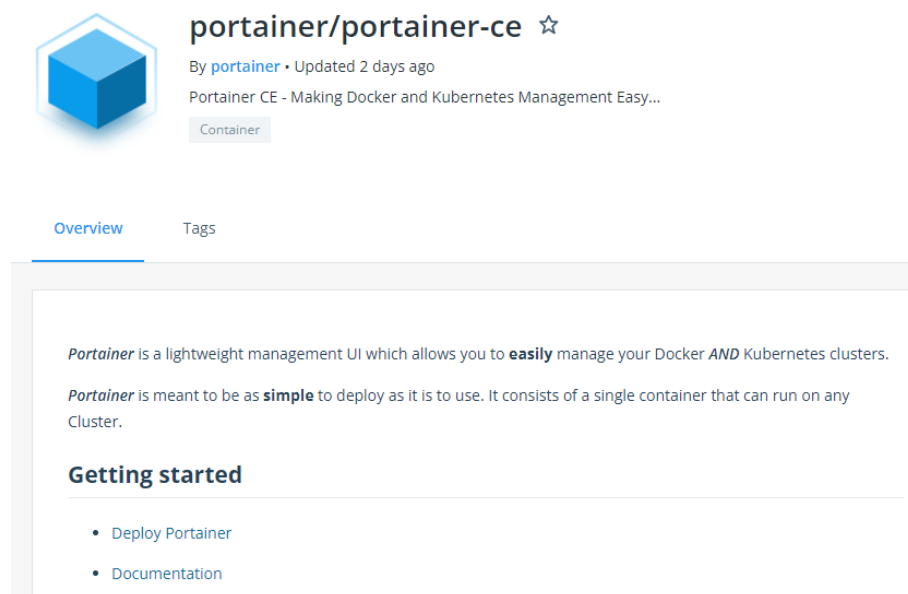 portainer/portainer-ce
By portainer • Updated 2 days ago
Portainer CE - Making Docker and Kubernetes Management Easy...
Container
Overview
Tags
Portainer is a lightweight management UI which allows you to easily manage your Docker AND Kubernetes clusters.
Portainer is meant to be as simple to deploy as it is to use. It consists of a single container that can run on any
Cluster.
Getting started
• Deploy Portainer
• Documentation